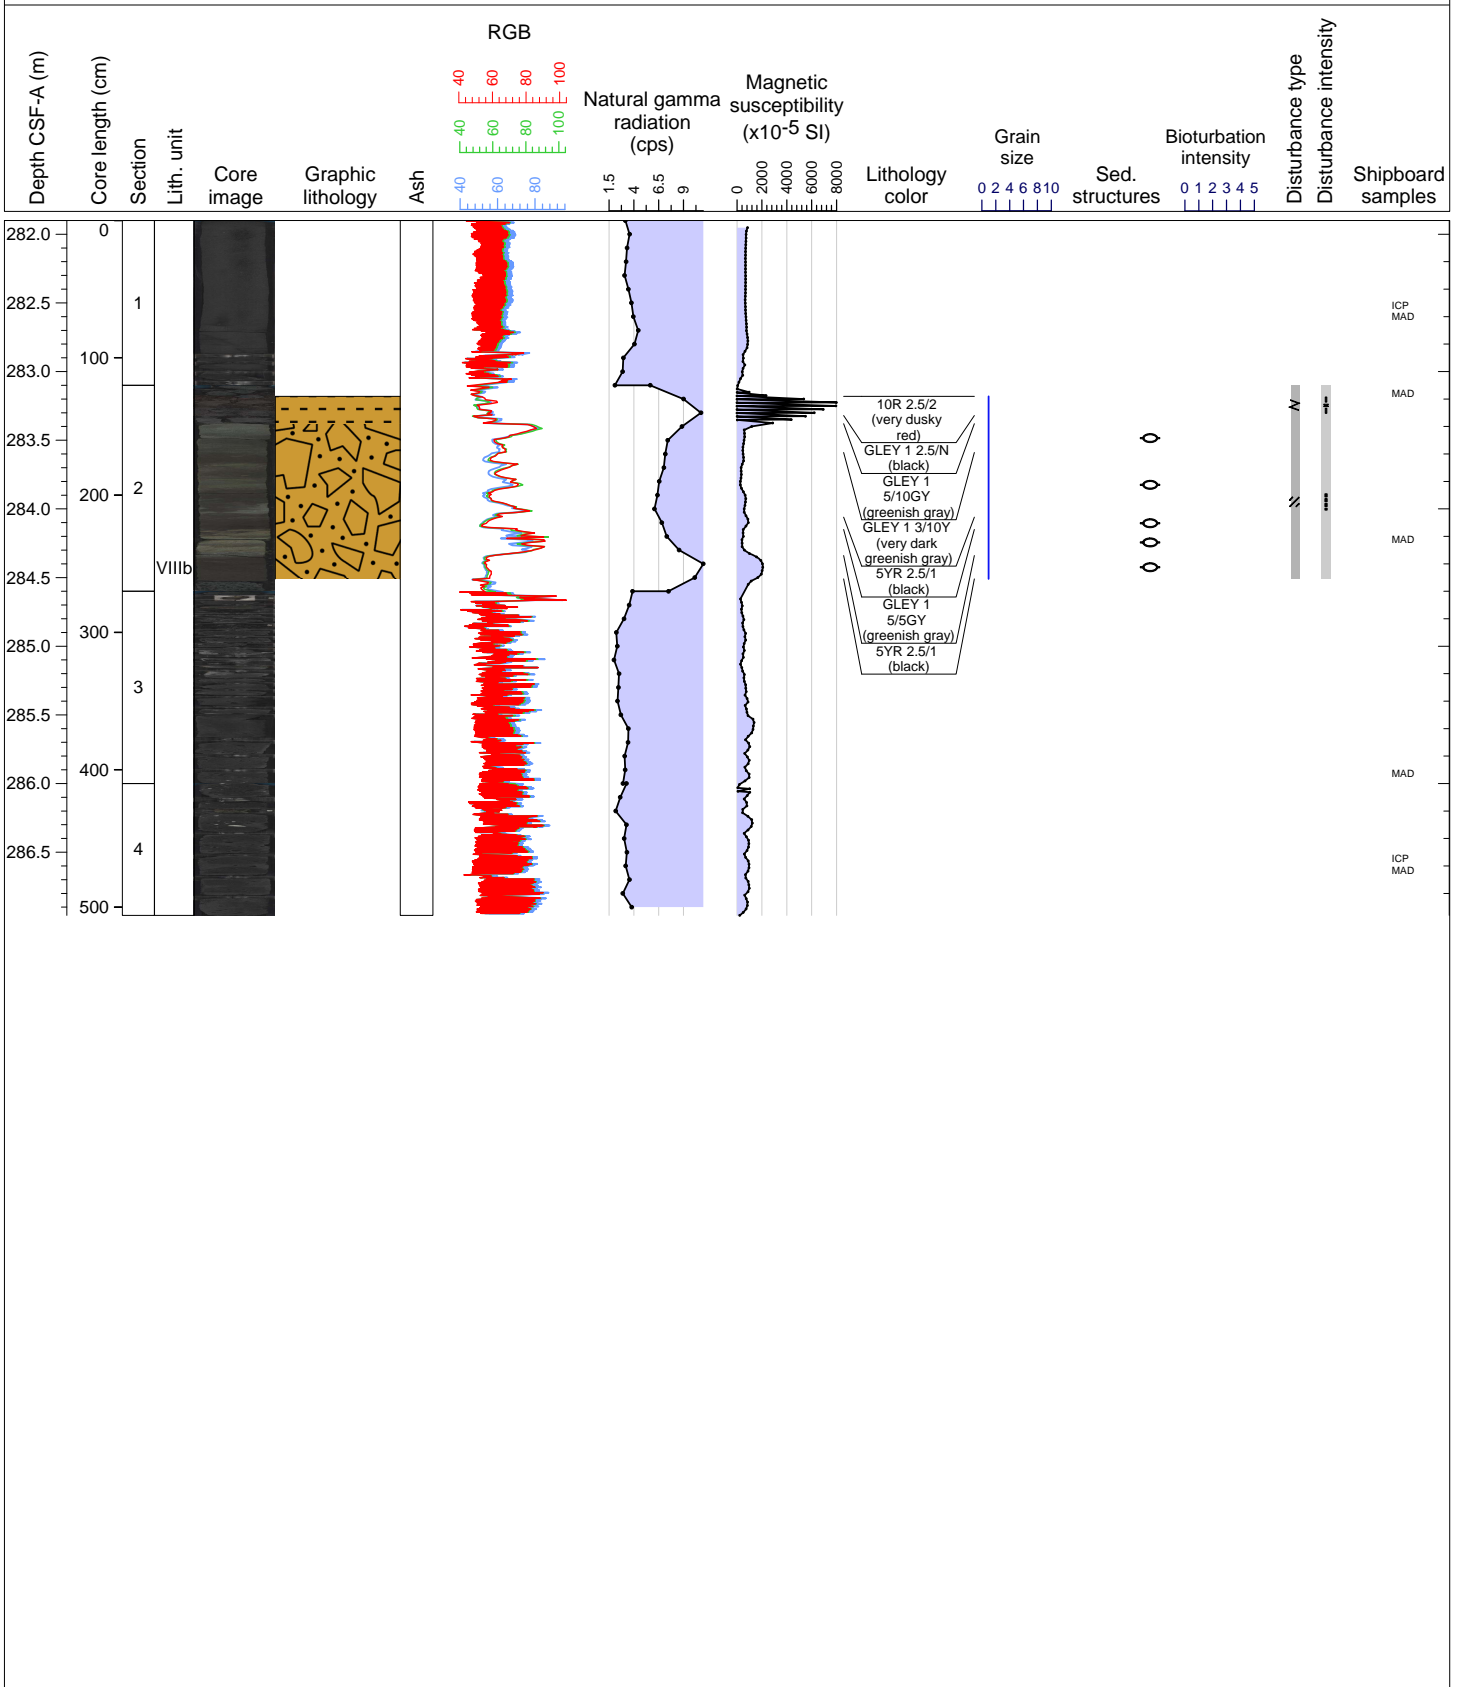 RGB
40 60 80 100
Natural gamma
radiation
(cps)
Magnetic
susceptibility
(x10-5 SI)
40 60 80 100
Depth CSF-A (m)
Core length (cm)
Section
Lith. unit
Core
image
Graphic
lithology
Ash
40 60 80
1.5 4 6.5 9
0 2000 4000 6000 8000
Lithology
color
Grain
size
0 2 4 6 8 10
Sed.
structures
Bioturbation
intensity
0 1 2 3 4 5
Disturbance type
Disturbance intensity
Shipboard
samples
282.0
282.5
283.0
283.5
284.0
284.5
285.0
285.5
286.0
286.5
0
100
200
300
400
500
1
2
3
4
VIIIb
10R 2.5/2
(very dusky
red)
GLEY 1 2.5/N
(black)
GLEY 1
5/10GY
(greenish gray)
GLEY 1 3/10Y
(very dark
greenish gray)
5YR 2.5/1
(black)
GLEY 1
5/5GY
(greenish gray)
5YR 2.5/1
(black)
ICP
MAD
MAD
MAD
MAD
ICP
MAD